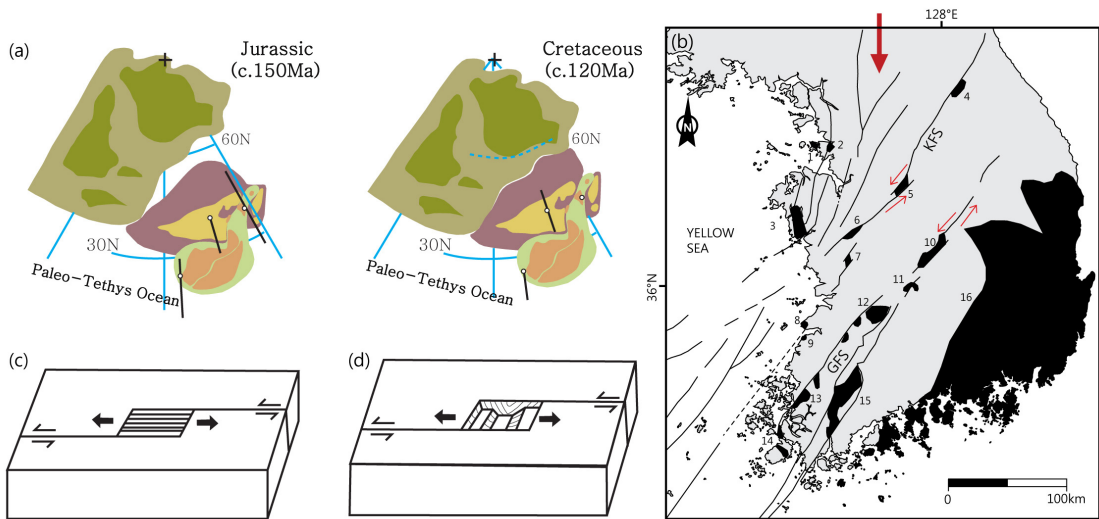 (a)
Jurassic
(c.150Ma)
60N
30N
Paleo-Tethys Ocean
Cretaceous
(c.120Ma)
60N
30N
Paleo-Tethys Ocean
(b)
128°E
N
4
KFS
1
2
5
3
6
YELLOW
SEA
7
10
11
36°N
16
12
8
9
GFS
13
15
14
0
100km
(c)
(d)